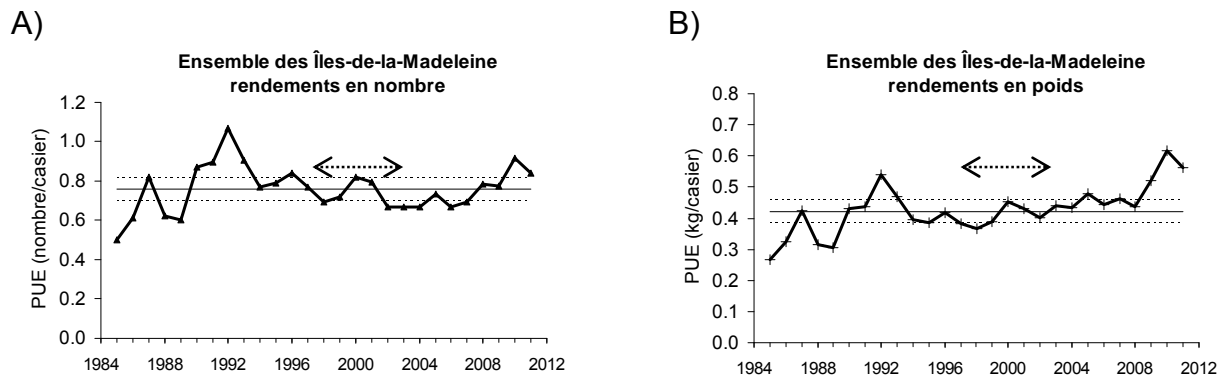 A)
Ensemble des Îles-de-la-Madeleine
rendements en nombre
PUE (nombre/casier)
1.2
1.0
0.8
0.6
0.4
0.2
0.0
1984 1988 1992 1996 2000 2004 2008 2012
B)
Ensemble des Îles-de-la-Madeleine
rendements en poids
PUE (kg/casier)
0.8
0.7
0.6
0.5
0.4
0.3
0.2
0.1
0.0
1984 1988 1992 1996 2000 2004 2008 2012